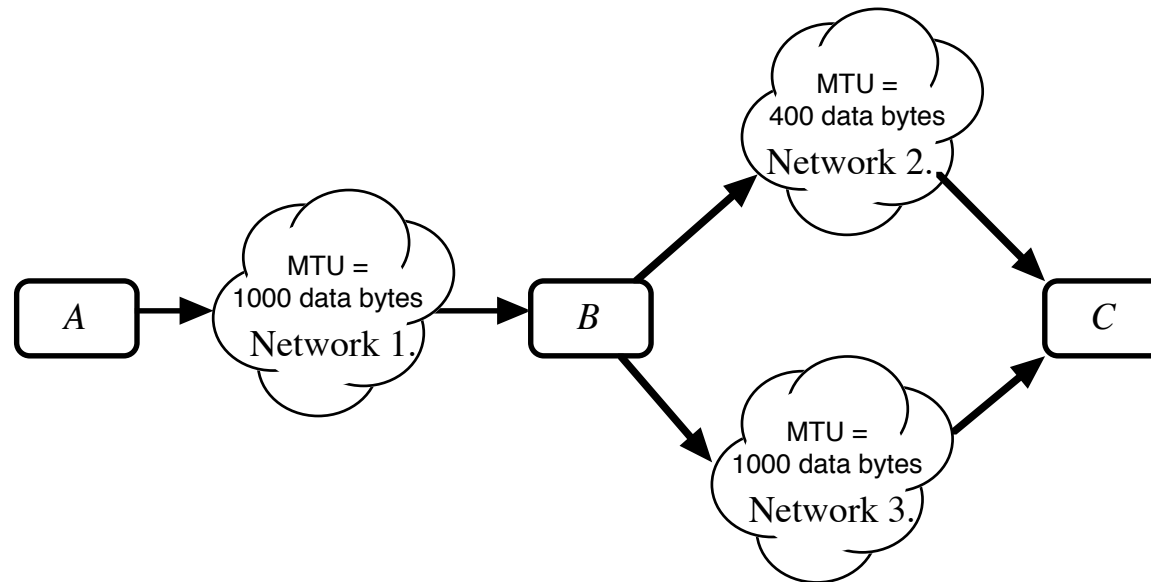 MTU =
400 data bytes
Network 2.
MTU =
1000 data bytes
Network 1.
A
B
C
MTU =
1000 data bytes
Network 3.